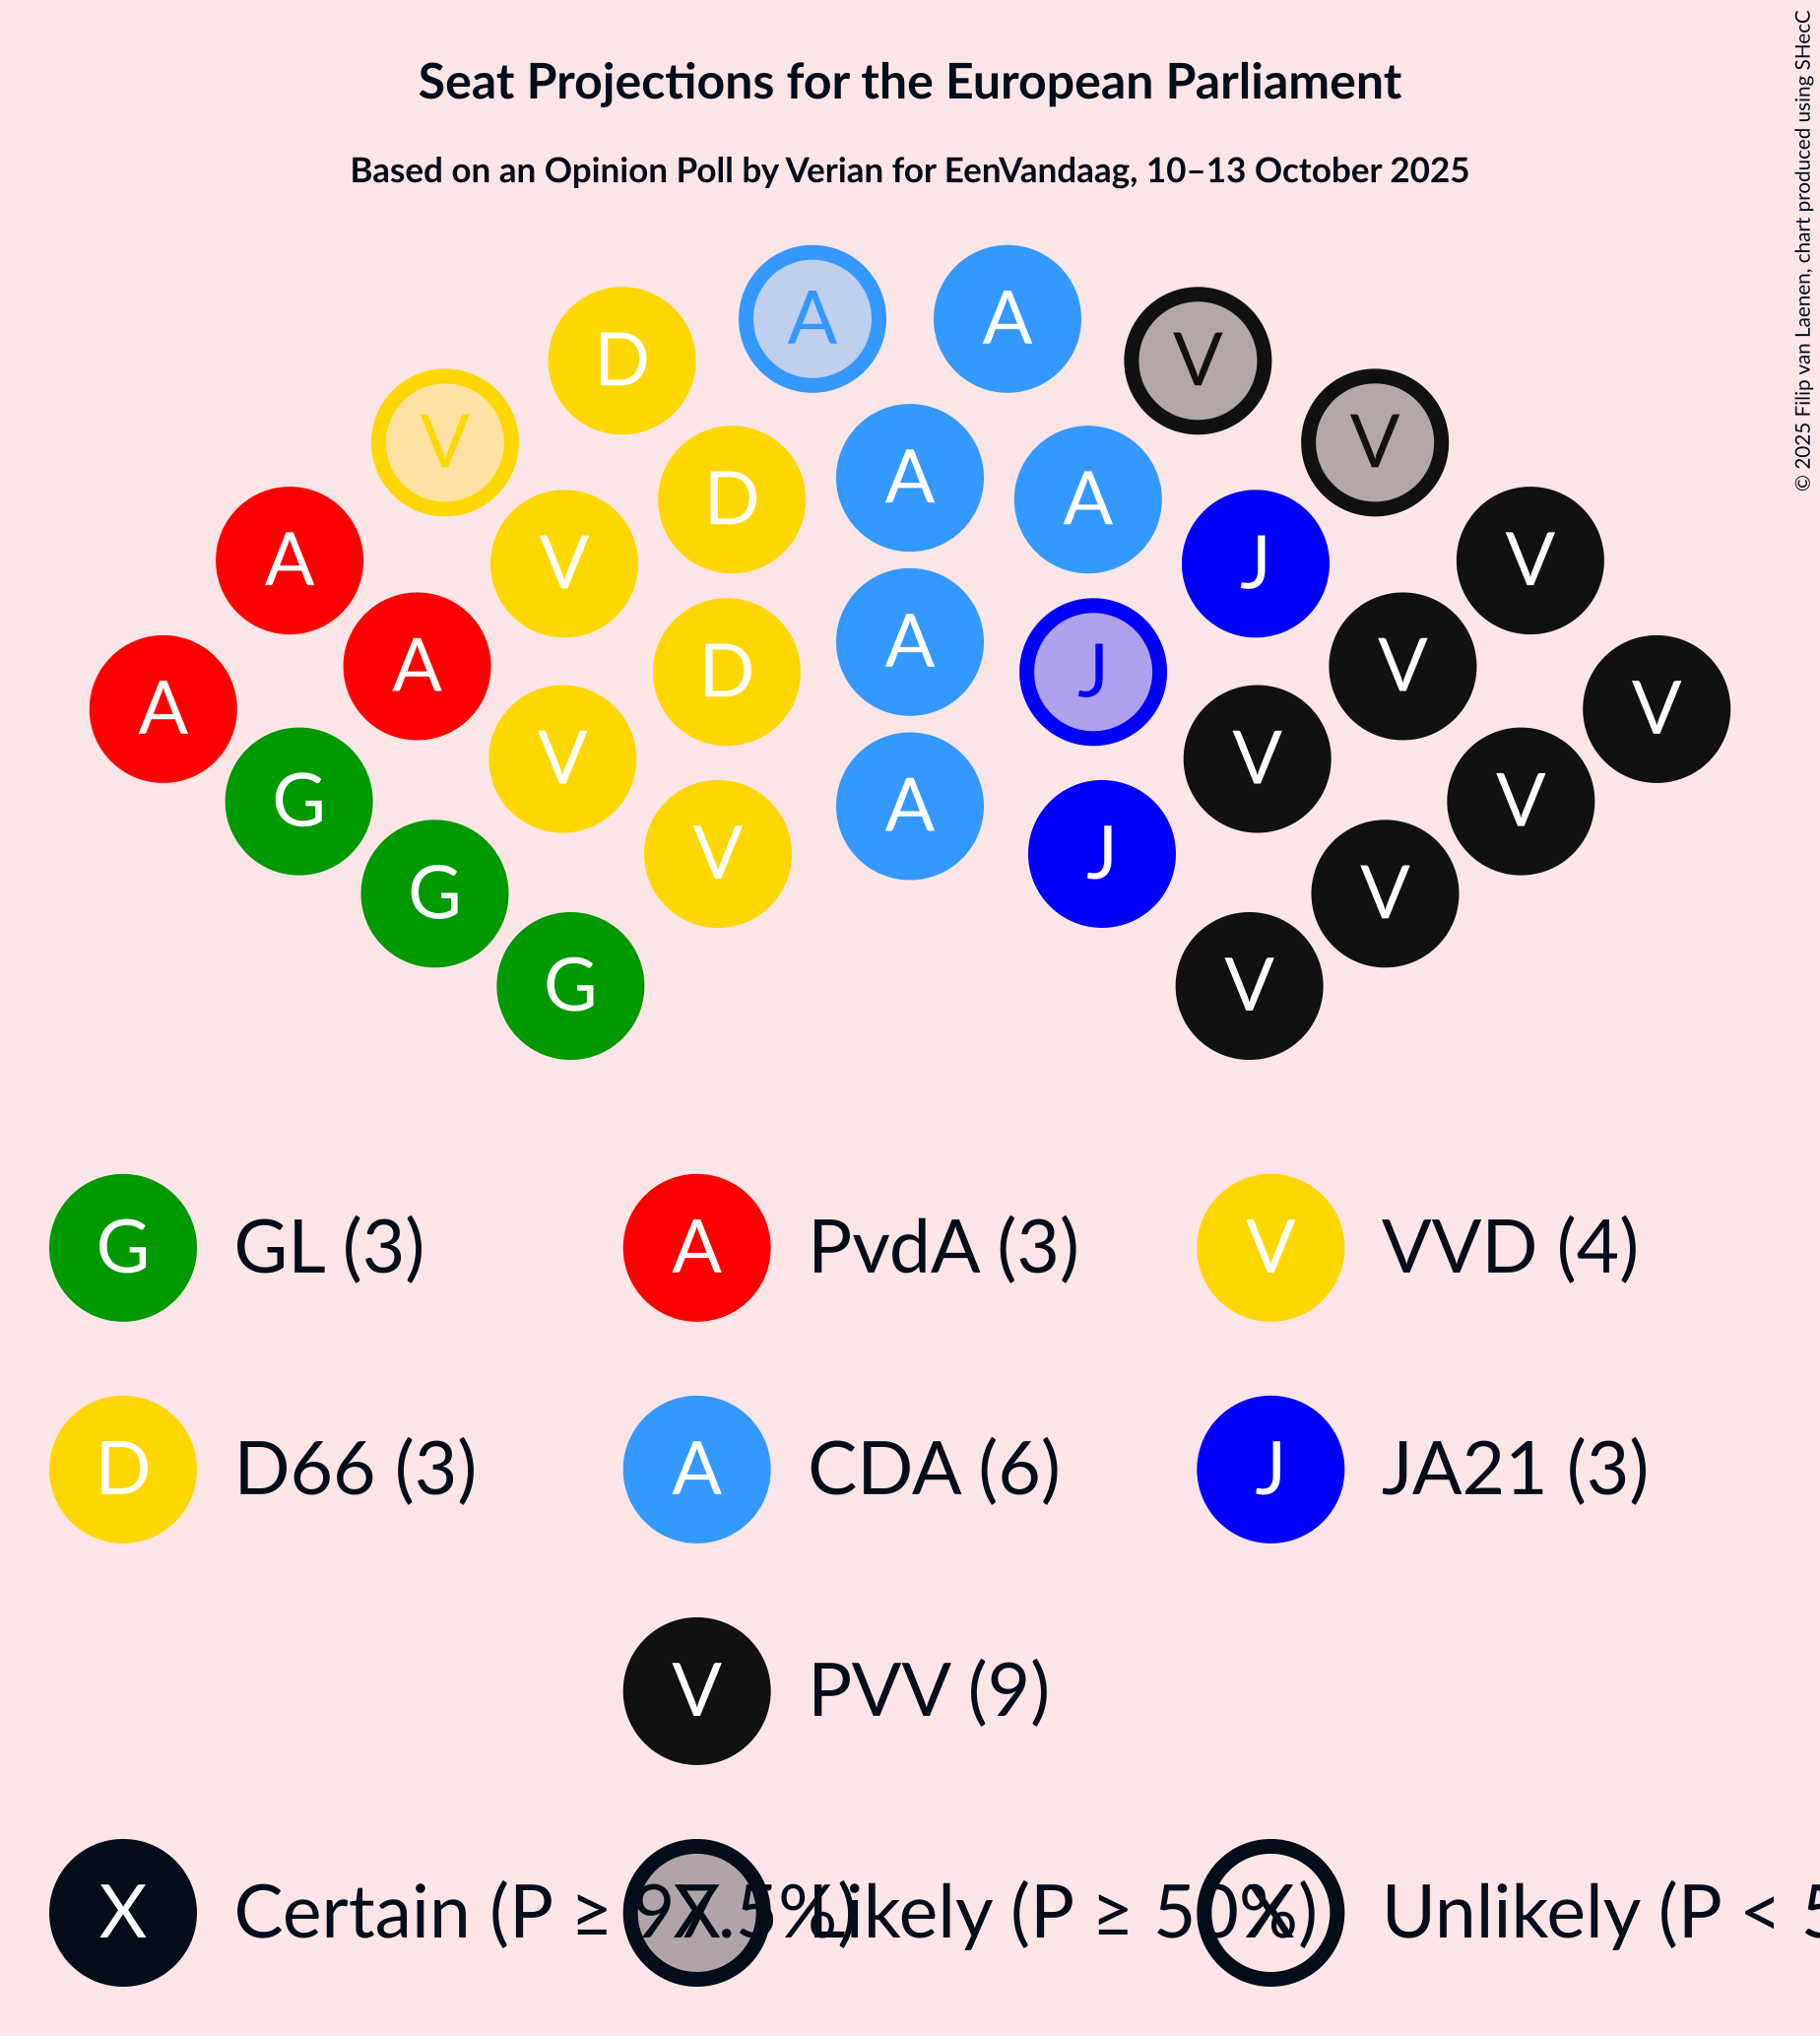 Seat Projections for the European Parliament
Based on an Opinion Poll by Verian for EenVandaag, 10–13 October 2025
© 2025 Filip van Laenen, chart produced using SHecC
A A
D V
V V
D A A
A V J V
A A V
A D J V
A V V V
G V A J V
G V
G V
G GL (3) A PvdA (3) V VVD (4)
D D66 (3) A CDA (6) J JA21 (3)
V PVV (9)
X Certain (P ≥ 97.5%) X Likely (P ≥ 50%) X Unlikely (P < 5